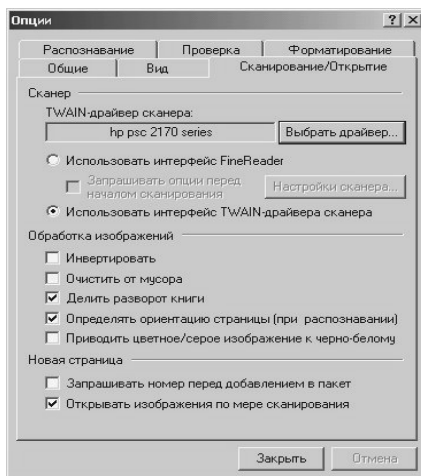 Опции
Распознавание Проверка Форматирование
Общие Вид Сканирование/Открытие
Сканер
TWAIN-драйвер сканера:
hp psc 2170 series Выбрать драйвер...
Использовать интерфейс FineReader
Запрашивать опции перед
началом сканирования Настройки сканера...
Использовать интерфейс TWAIN-драйвера сканера
Обработка изображений
Инвертировать
Очистить от мусора
Делить разворот книги
Определять ориентацию страницы (при распознавании)
Приводить цветное/серое изображение к черно-белому
Новая страница
Запрашивать номер перед добавлением в пакет
Открывать изображения по мере сканирования
Закрыть Отмена